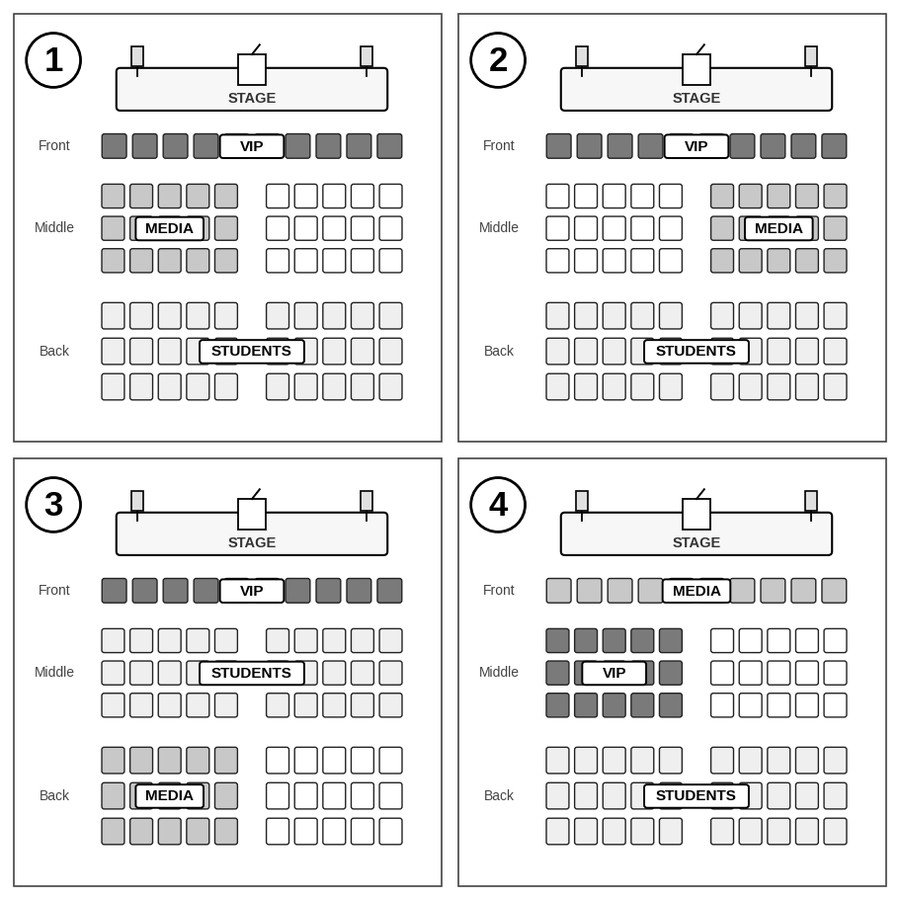 1
STAGE
Front
VIP
Middle
MEDIA
Back
STUDENTS
2
STAGE
Front
VIP
Middle
MEDIA
Back
STUDENTS
3
STAGE
Front
VIP
Middle
STUDENTS
Back
MEDIA
4
STAGE
Front
MEDIA
Middle
VIP
Back
STUDENTS